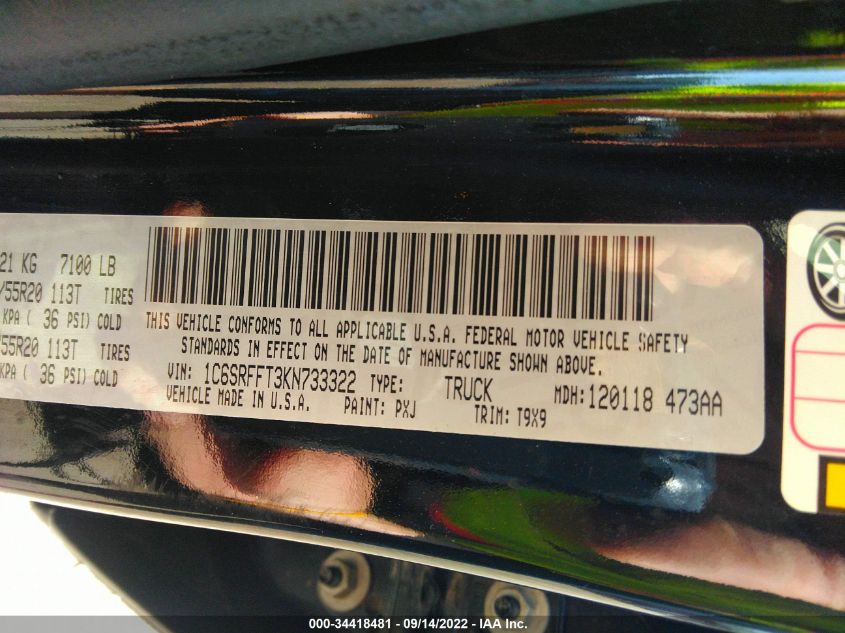 21 KG 7100 LB
/55R20 113T TIRES
KPA ( 36 PSI) COLD
/55R20 113T TIRES
KPA ( 36 PSI) COLD
THIS VEHICLE CONFORMS TO ALL APPLICABLE U.S.A. FEDERAL MOTOR VEHICLE SAFETY
STANDARDS IN EFFECT ON THE DATE OF MANUFACTURE SHOWN ABOVE.
VIN: 1C6SRFFT3KN733322 TYPE: TRUCK MDH: 120118 473AA
VEHICLE MADE IN U.S.A. PAINT: PXJ TRIM: T9X9
000-34418481 - 09/14/2022 - IAA Inc.